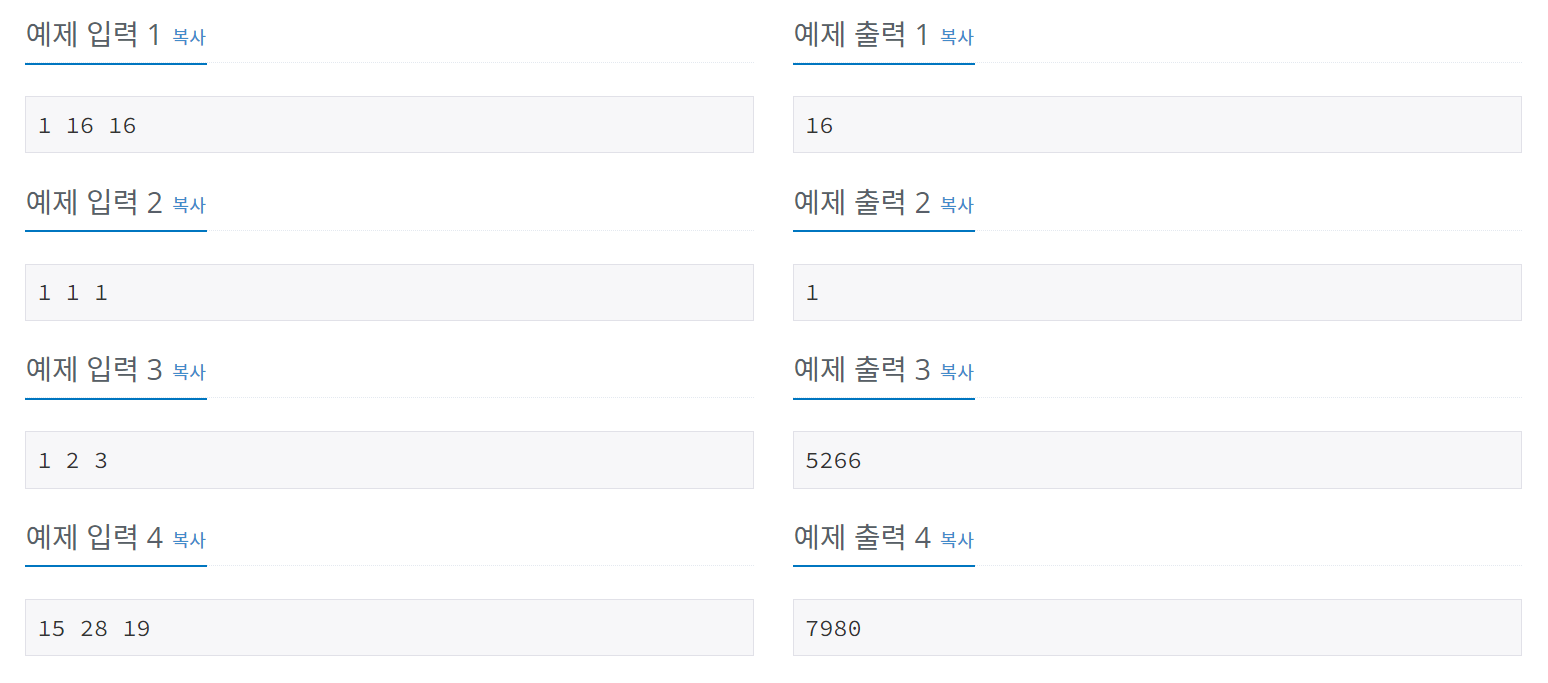 예제 입력 1 복사
예제 출력 1 복사
1 16 16
16
예제 입력 2 복사
예제 출력 2 복사
1 1 1
1
예제 입력 3 복사
예제 출력 3 복사
1 2 3
5266
예제 입력 4 복사
예제 출력 4 복사
15 28 19
7980